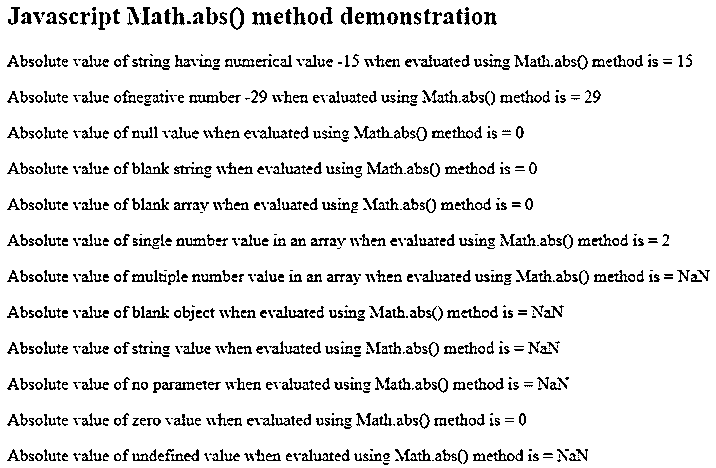 Javascript Math.abs() method demonstration
Absolute value of string having numerical value -15 when evaluated using Math.abs() method is = 15
Absolute value ofnegative number -29 when evaluated using Math.abs() method is = 29
Absolute value of null value when evaluated using Math.abs() method is = 0
Absolute value of blank string when evaluated using Math.abs() method is = 0
Absolute value of blank array when evaluated using Math.abs() method is = 0
Absolute value of single number value in an array when evaluated using Math.abs() method is = 2
Absolute value of multiple number value in an array when evaluated using Math.abs() method is = NaN
Absolute value of blank object when evaluated using Math.abs() method is = NaN
Absolute value of string value when evaluated using Math.abs() method is = NaN
Absolute value of no parameter when evaluated using Math.abs() method is = NaN
Absolute value of zero value when evaluated using Math.abs() method is = 0
Absolute value of undefined value when evaluated using Math.abs() method is = NaN